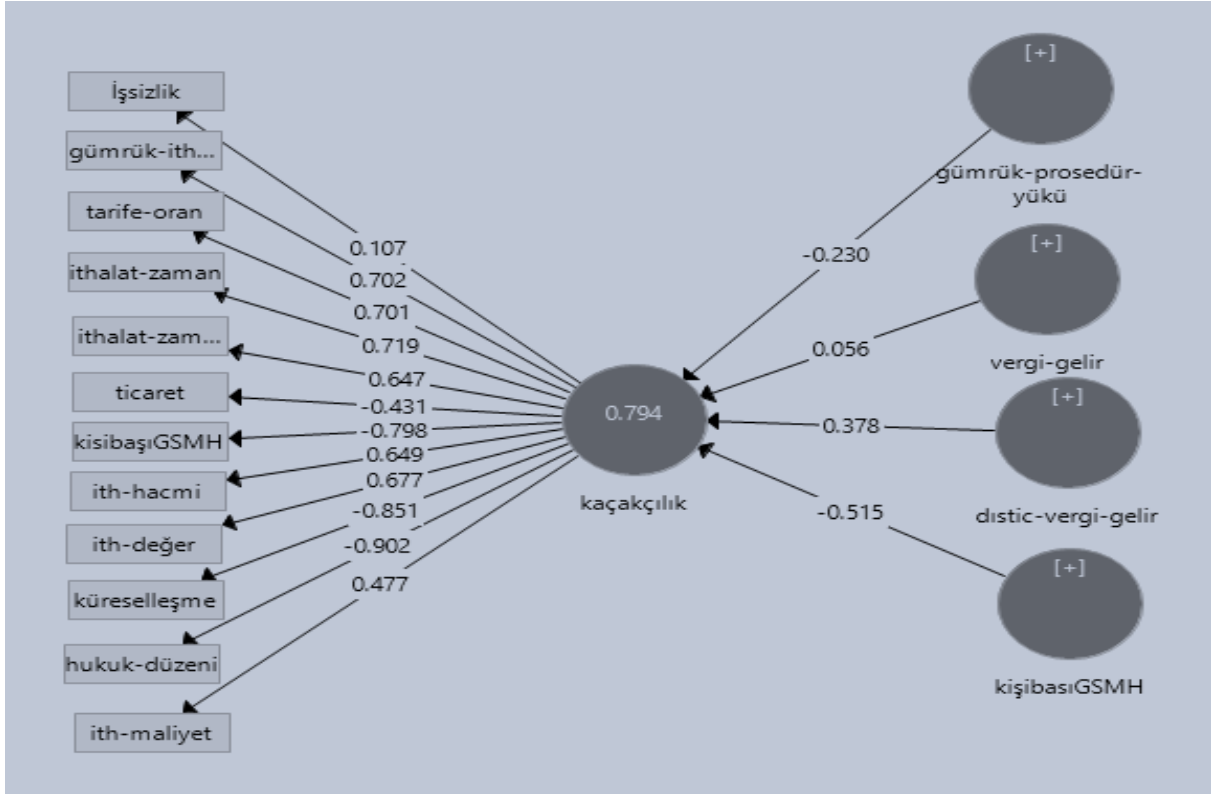 İşsizlik
gümrük-ith...
tarife-oran
ithalat-zaman
ithalat-zam...
ticaret
kisibaşıGSMH
ith-hacmi
ith-değer
küreselleşme
hukuk-düzeni
ith-maliyet
0.107
0.702
0.701
0.719
0.647
-0.431
-0.798
0.649
0.677
-0.851
-0.902
0.477
0.794
kaçakçılık
-0.230
0.056
0.378
-0.515
[+]
gümrük-prosedür-
yükü
[+]
vergi-gelir
[+]
dıstic-vergi-gelir
[+]
kişibasıGSMH